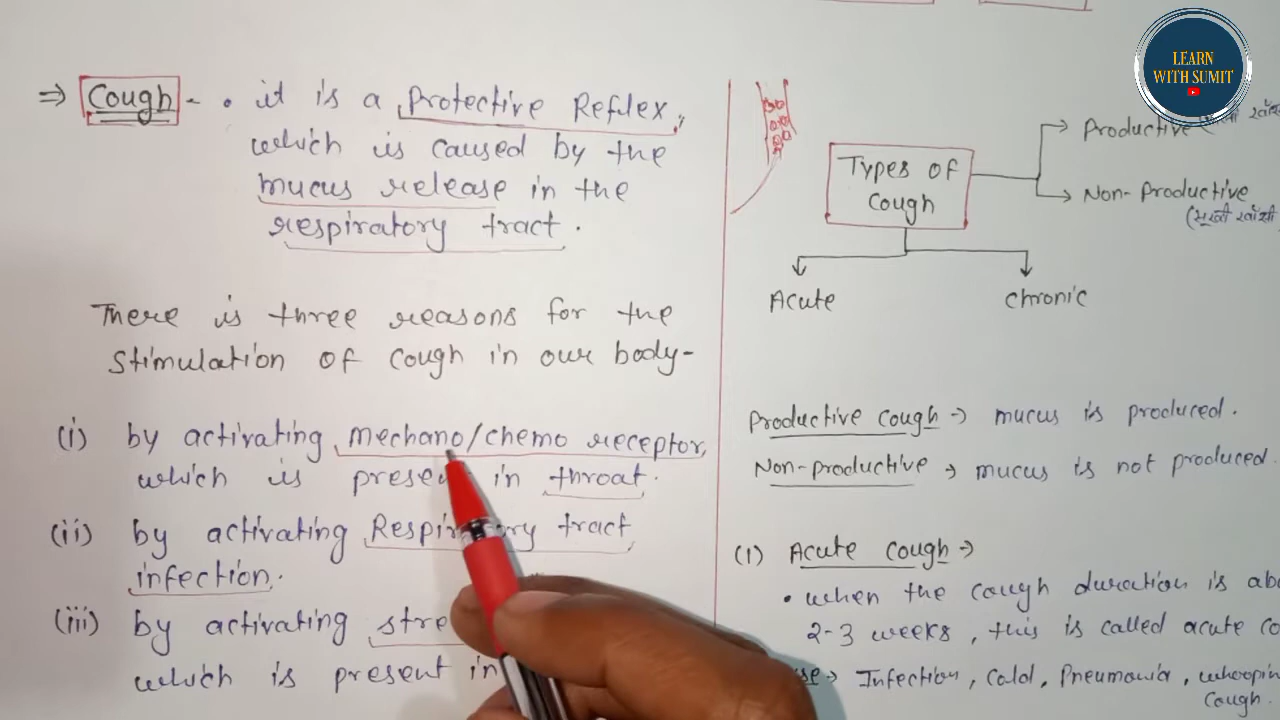 LEARN
WITH SUMIT
⇒ Cough - • it is a Protective Reflex,
which is caused by the
mucus release in the
respiratory tract.
There is three reasons for the
stimulation of cough in our body-
(i) by activating Mechano/chemo receptor,
which is present in throat.
(ii) by activating Respiratory tract
infection.
(iii) by activating
which is present in
Types of
Cough
Productive
Non-Productive
(सूखी खाँसी
Acute
Chronic
Productive cough → mucus is produced.
Non-productive → mucus is not produced.
(1) Acute Cough →
• when the cough duration is
2-3 weeks, this is called acute
→ Infection, Cold, Pneumonia,
Cough.